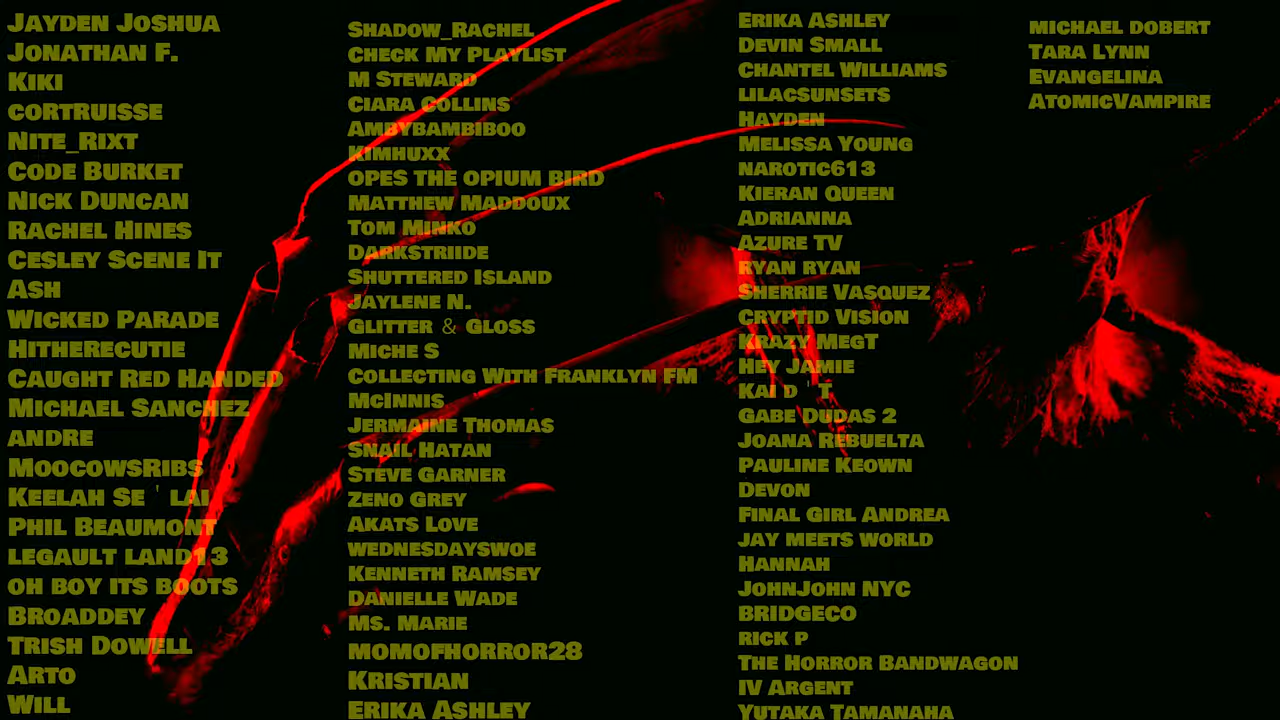 Jayden Joshua
Jonathan F.
Kiki
cortruisse
Nite_Rixt
Code Burket
Nick Duncan
Rachel Hines
Cesley Scene It
Ash
Wicked Parade
Hitherecutie
Caught Red Handed
Michael Sanchez
andre
MoocowsRibs
Keelah Se ' lai
Phil Beaumont
legault land13
oh boy its boots
Broaddey
Trish Dowell
Arto
Will
Shadow_Rachel
Check My Playlist
M Steward
Ciara Collins
Ambybambiboo
Kimhuxx
OPES THE OPIUM BIRD
Matthew Maddoux
Tom Minko
Darkstriide
Shuttered Island
Jaylene N.
Glitter & Gloss
Miche S
Collecting With Franklyn FM
McInnis
Jermaine Thomas
Snail Hatan
Steve Garner
Zeno Grey
Akats Love
wednesdayswoe
Kenneth Ramsey
Danielle Wade
Ms. Marie
momofhorror28
Kristian
Erika Ashley
Erika Ashley
Devin Small
Chantel Williams
lilacsunsets
Hayden
Melissa Young
narotic613
Kieran Queen
Adrianna
Azure TV
ryan ryan
Sherrie Vasquez
Cryptid Vision
Krazy MegT
Hey Jamie
Kai D ' T
Gabe Dudas 2
Joana Rebuelta
Pauline Keown
Devon
Final Girl Andrea
jay meets world
Hannah
JohnJohn NYC
BRIDGECO
rick p
The Horror Bandwagon
IV Argent
Yutaka Tamanaha
michael dobert
Tara Lynn
Evangelina
AtomicVampire